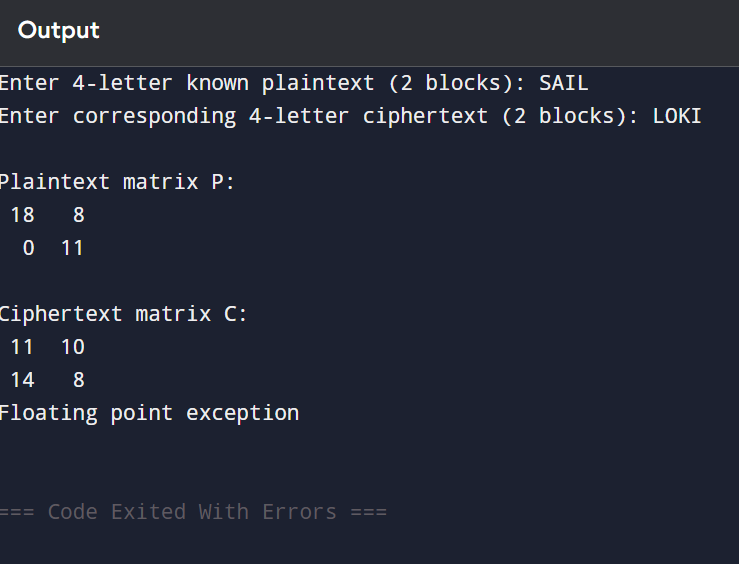 Output
Enter 4-letter known plaintext (2 blocks): SAIL
Enter corresponding 4-letter ciphertext (2 blocks): LOKI
Plaintext matrix P:
18 8
0 11
Ciphertext matrix C:
11 10
14 8
Floating point exception
=== Code Exited With Errors ===